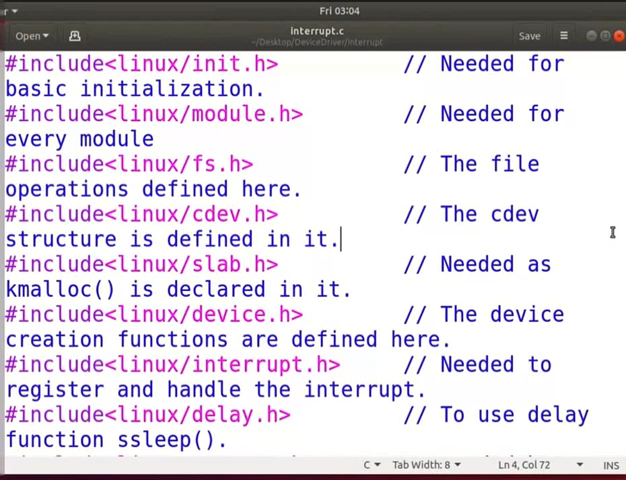 r
Fri 03:04
Open
interrupt.c
~/Desktop/DeviceDriver/Interrupt
Save
#include<linux/init.h> // Needed for
basic initialization.
#include<linux/module.h> // Needed for
every module
#include<linux/fs.h> // The file
operations defined here.
#include<linux/cdev.h> // The cdev
structure is defined in it.
#include<linux/slab.h> // Needed as
kmalloc() is declared in it.
#include<linux/device.h> // The device
creation functions are defined here.
#include<linux/interrupt.h> // Needed to
register and handle the interrupt.
#include<linux/delay.h> // To use delay
function ssleep().
C Tab Width: 8 Ln 4, Col 72 INS